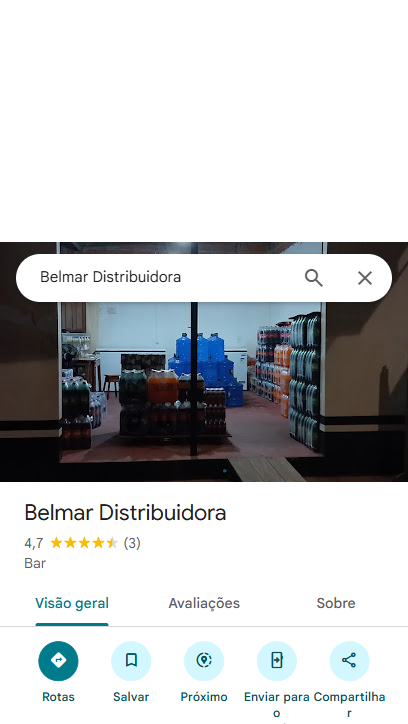 Belmar Distribuidora
Belmar Distribuidora
4,7 (3)
Bar
Visão geral Avaliações Sobre
Rotas Salvar Próximo Enviar para o Compartilhar